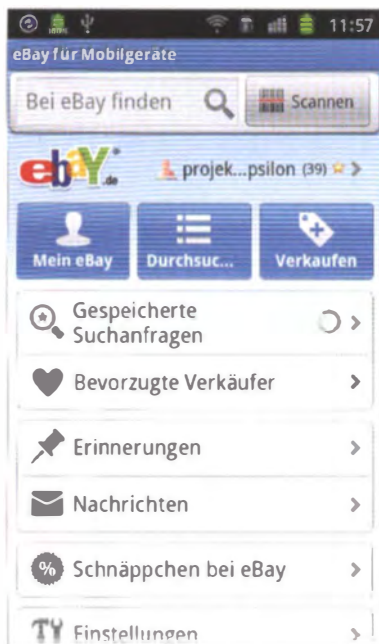 11:57
eBay für Mobilgeräte
Bei eBay finden
Scannen
ebaY.de
projek...psilon (39)
Mein eBay
Durchsuc...
Verkaufen
Gespeicherte
Suchanfragen
Bevorzugte Verkäufer
Erinnerungen
Nachrichten
%
Schnäppchen bei eBay
Einstellungen